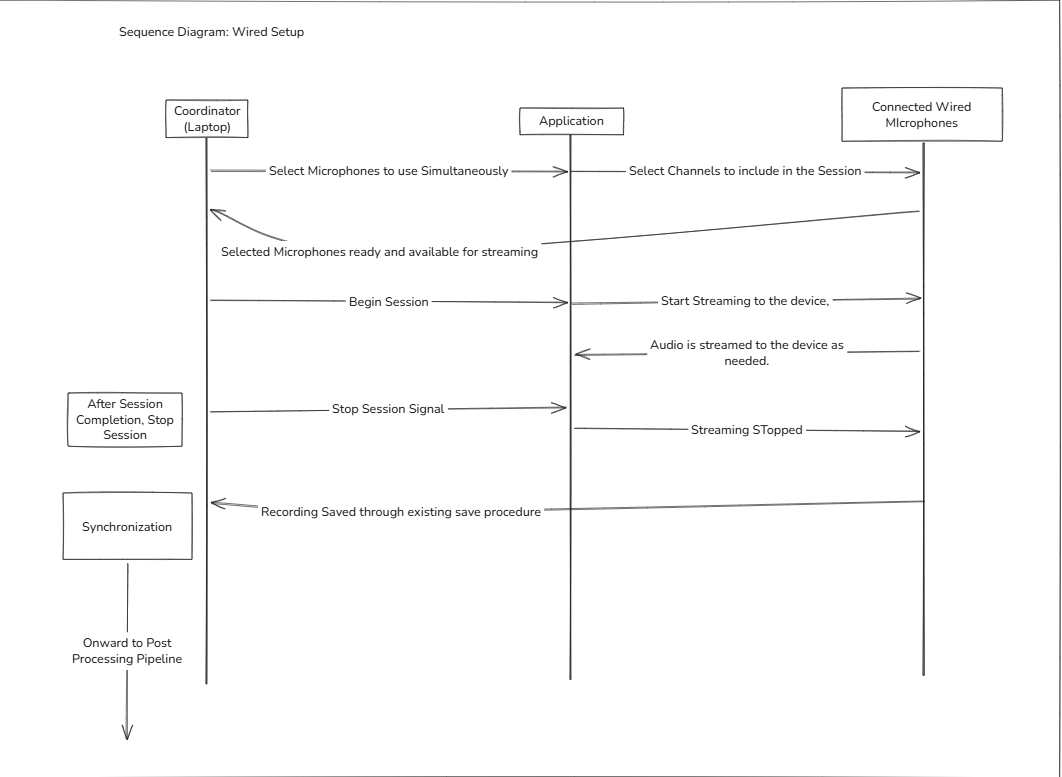 Sequence Diagram: Wired Setup
Coordinator
(Laptop)
Application
Connected Wired
MIcrophones
Select Microphones to use Simultaneously
Select Channels to include in the Session
Selected Microphones ready and available for streaming
Begin Session
Start Streaming to the device,
Audio is streamed to the device as
needed.
After Session
Completion, Stop
Session
Stop Session Signal
Streaming STopped
Recording Saved through existing save procedure
Synchronization
Onward to Post
Processing Pipeline